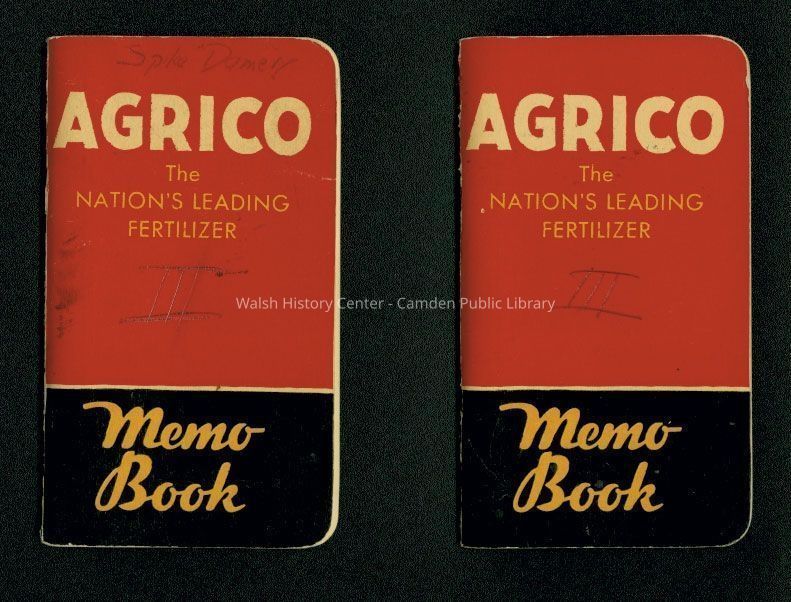 Spike Dumery
AGRICO
The
NATION'S LEADING
FERTILIZER
III
Memo
Book
AGRICO
The
NATION'S LEADING
FERTILIZER
III
Memo
Book
Walsh History Center - Camden Public Library